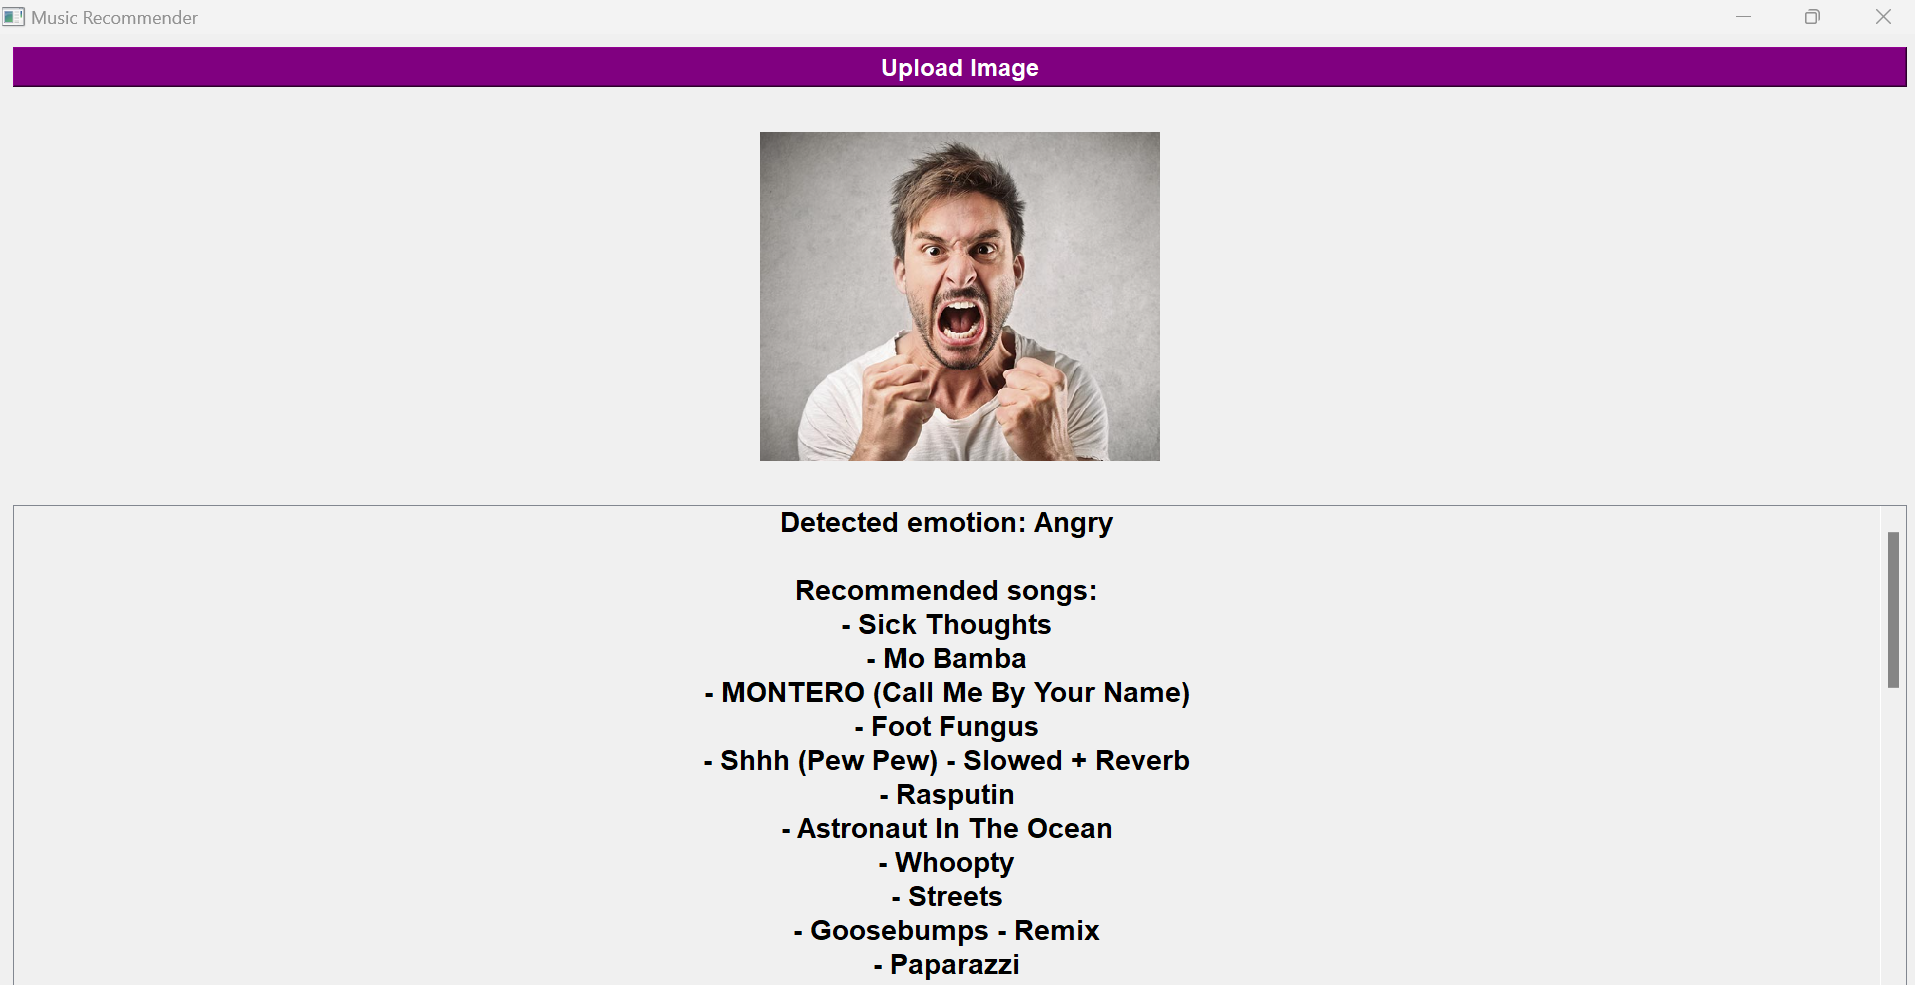 Music Recommender
Upload Image
Detected emotion: Angry
Recommended songs:
- Sick Thoughts
- Mo Bamba
- MONTERO (Call Me By Your Name)
- Foot Fungus
- Shhh (Pew Pew) - Slowed + Reverb
- Rasputin
- Astronaut In The Ocean
- Whoopty
- Streets
- Goosebumps - Remix
- Paparazzi